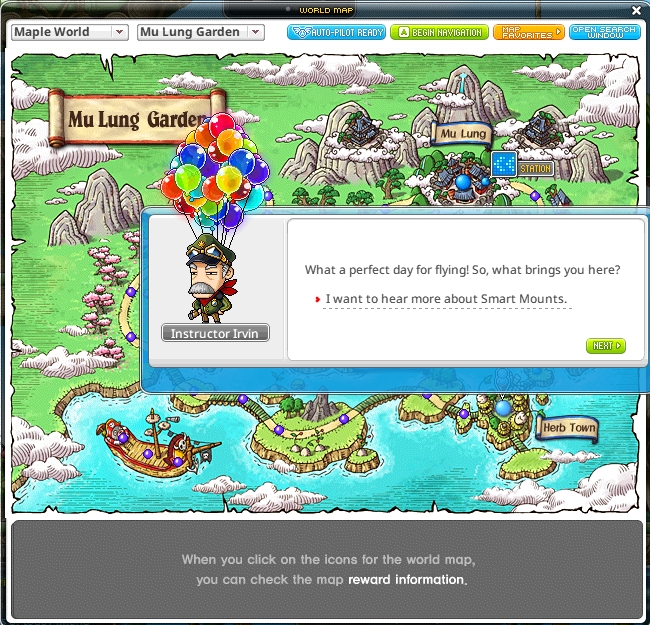 WORLD MAP
Maple World
Mu Lung Garden
AUTO-PILOT READY
BEGIN NAVIGATION
MAP FAVORITES
OPEN SEARCH WINDOW
Mu Lung Garden
Mu Lung
STATION
What a perfect day for flying! So, what brings you here?
I want to hear more about Smart Mounts.
Instructor Irvin
NEXT
Herb Town
When you click on the icons for the world map,
you can check the map reward information.